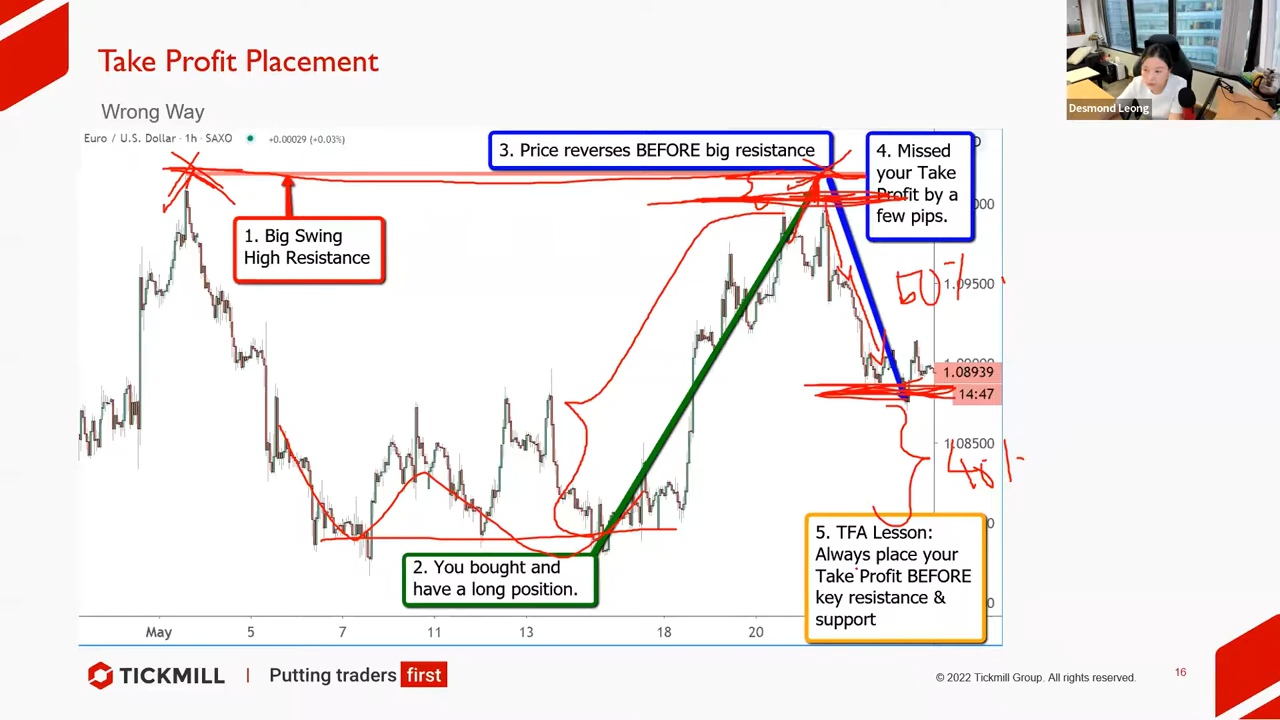 Take Profit Placement
Desmond Leong
Wrong Way
Euro / U.S. Dollar · 1h · SAXO
+0.00029 (+0.03%)
3. Price reverses BEFORE big resistance
4. Missed
your Take
Profit by a
few pips.
1. Big Swing
High Resistance
50%
1.09500
1.08939
14:47
1.08500
2. You bought and
have a long position.
5. TFA Lesson:
Always place your
Take Profit BEFORE
key resistance &
support
May
5
7
11
13
18
20
TICKMILL
Putting traders first
© 2022 Tickmill Group. All rights reserved.
16